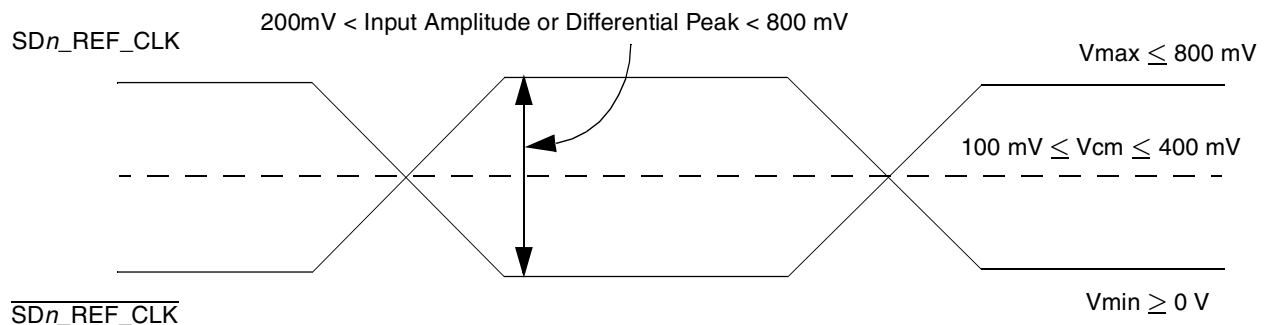 200mV < Input Amplitude or Differential Peak < 800 mV
SDn_REF_CLK
Vmax ≤ 800 mV
100 mV ≤ Vcm ≤ 400 mV
Vmin ≥ 0 V
S̅D̅n̅_̅R̅E̅F̅_̅C̅L̅K̅